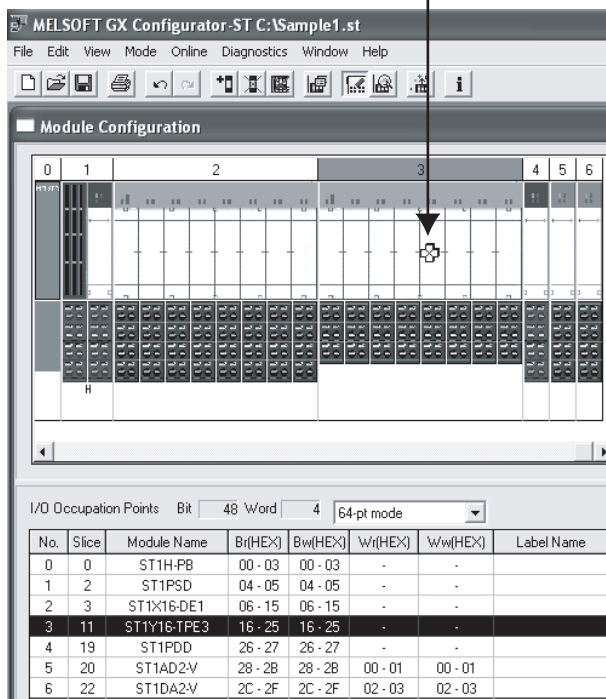 MELSOFT GX Configurator-ST C:\Sample1.st
File Edit View Mode Online Diagnostics Window Help
Module Configuration
0 1 2 3 4 5 6
H
I/O Occupation Points Bit 48 Word 4 64-pt mode
No. Slice Module Name Br(HEX) Bw(HEX) Wr(HEX) Ww(HEX) Label Name
0 0 ST1H-PB 00 - 03 00 - 03 - -
1 2 ST1PSD 04 - 05 04 - 05 - -
2 3 ST1X16-DE1 06 - 15 06 - 15 - -
3 11 ST1Y16-TPE3 16 - 25 16 - 25 - -
4 19 ST1PDD 26 - 27 26 - 27 - -
5 20 ST1AD2-V 28 - 2B 28 - 2B 00 - 01 00 - 01
6 22 ST1DA2-V 2C - 2F 2C - 2F 02 - 03 02 - 03